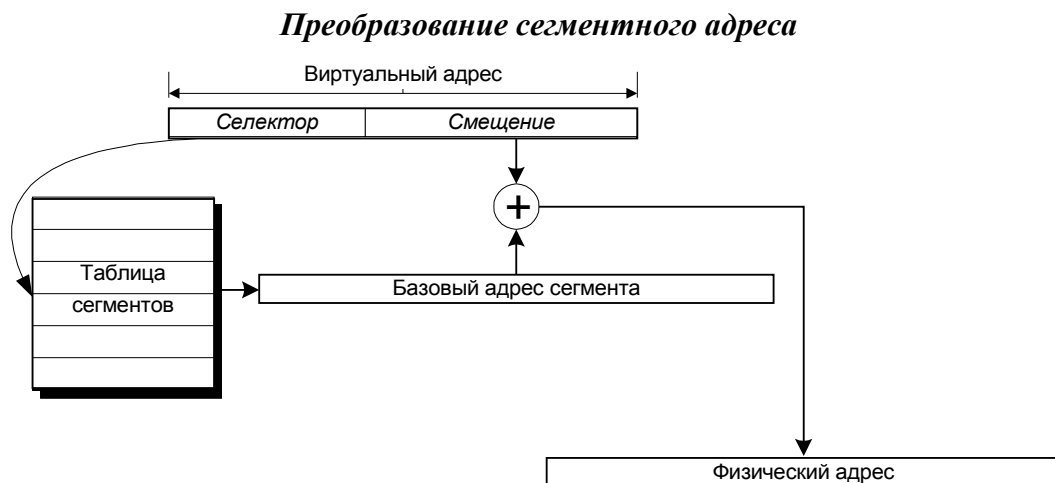 Преобразование сегментного адреса
Виртуальный адрес
Селектор Смещение
+
Таблица
сегментов
Базовый адрес сегмента
Физический адрес